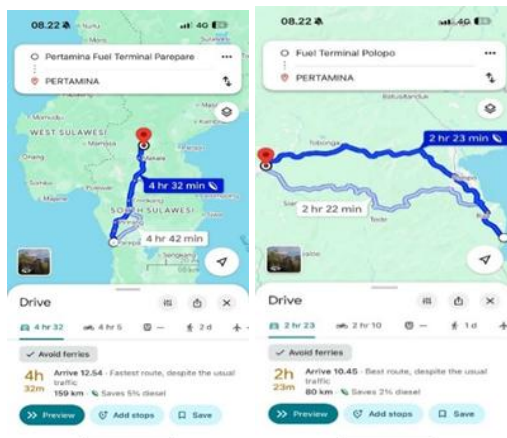 08.22
4G
Pertamina Fuel Terminal Parepare
PERTAMINA
WEST SULAWESI
4 hr 32 min
SOUTH SULAWESI
4 hr 42 min
Drive
4 hr 32
4 hr 5
2 d
Avoid ferries
4h
32m
Arrive 12.54 · Fastest route, despite the usual
traffic
159 km · Saves 5% diesel
Preview
Add stops
Save
08.22
4G
Fuel Terminal Polopo
PERTAMINA
Batusitanduk
2 hr 23 min
Tobonga
2 hr 22 min
Drive
2 hr 23
2 hr 10
1 d
Avoid ferries
2h
23m
Arrive 10.45 · Best route, despite the usual
traffic
80 km · Saves 2% diesel
Preview
Add stops
Save